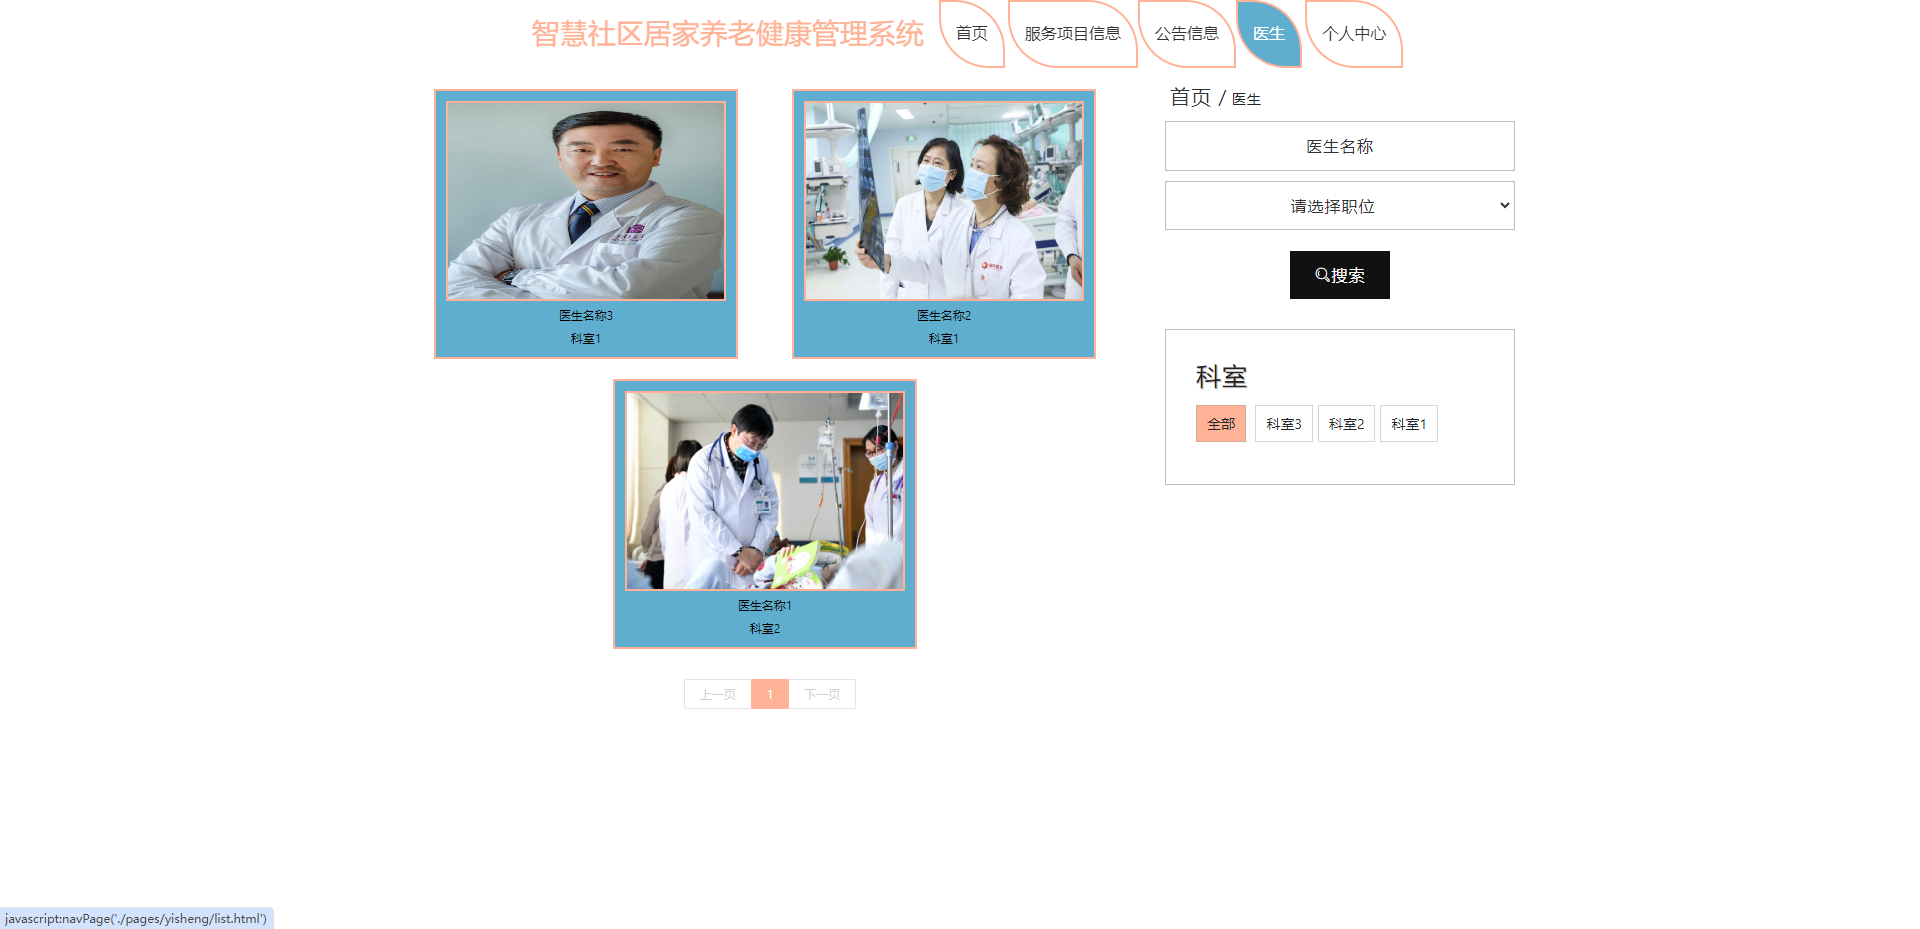 智慧社区居家养老健康管理系统
首页
服务项目信息
公告信息
医生
个人中心
医生名称3
科室1
医生名称2
科室1
医生名称1
科室2
上一页
1
下一页
首页 / 医生
医生名称
请选择职位
搜索
科室
全部
科室3
科室2
科室1
javascript:navPage('./pages/yisheng/list.html')